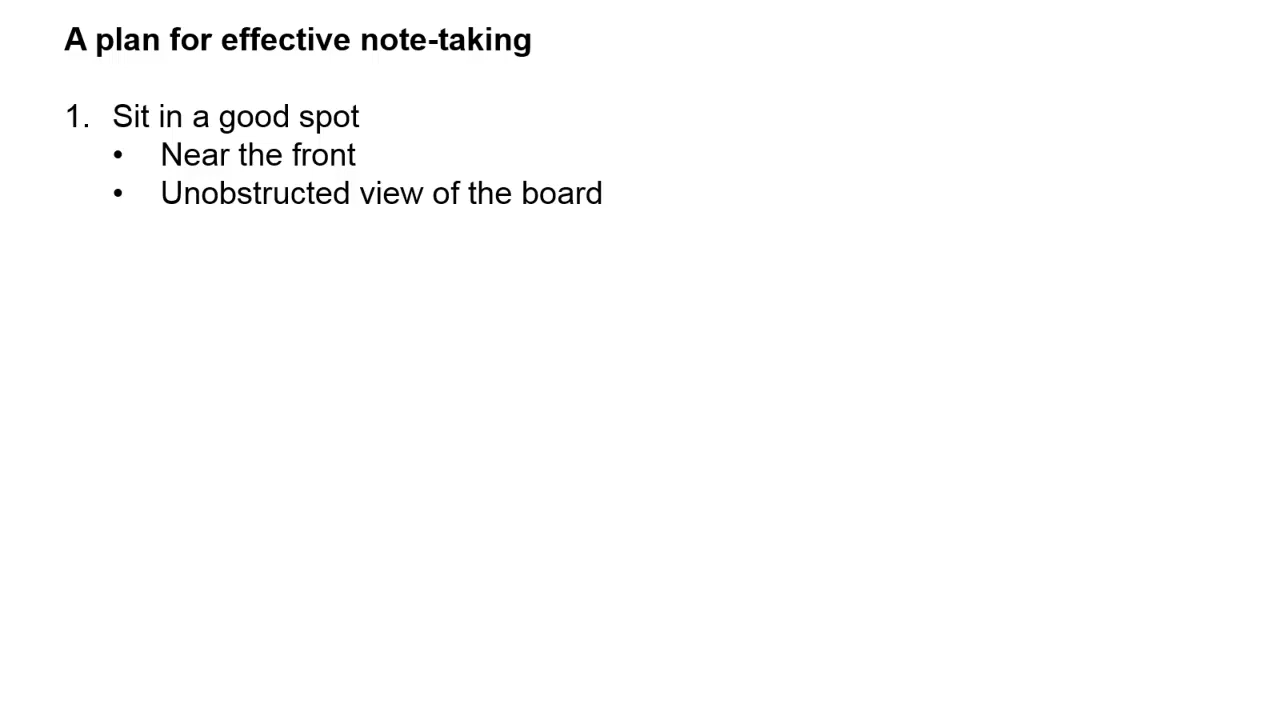 A plan for effective note-taking
1. Sit in a good spot
• Near the front
• Unobstructed view of the board